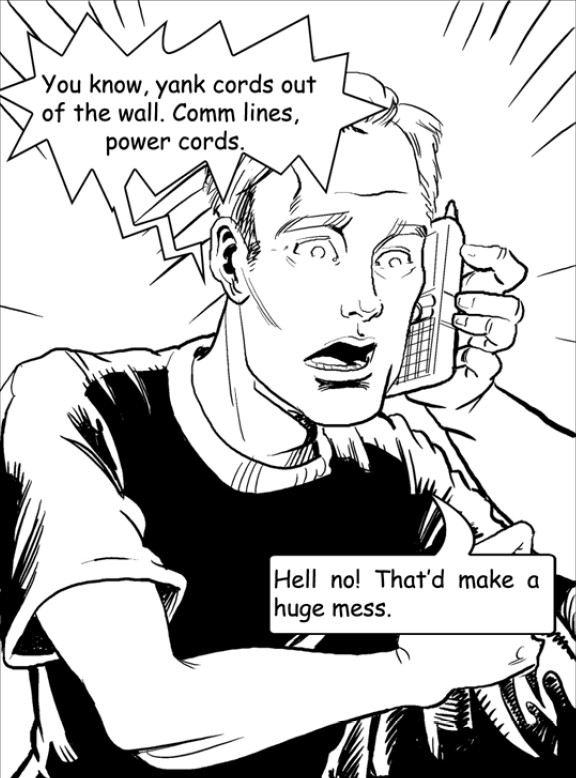 You know, yank cords out
of the wall. Comm lines,
power cords.
Hell no! That'd make a
huge mess.